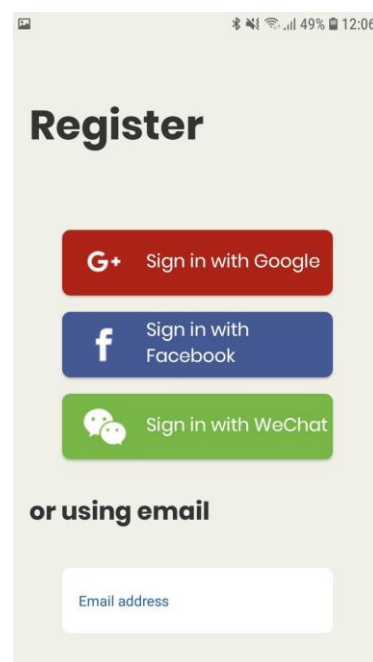 49% 12:06
Register
G+ Sign in with Google
f Sign in with
Facebook
Sign in with WeChat
or using email
Email address